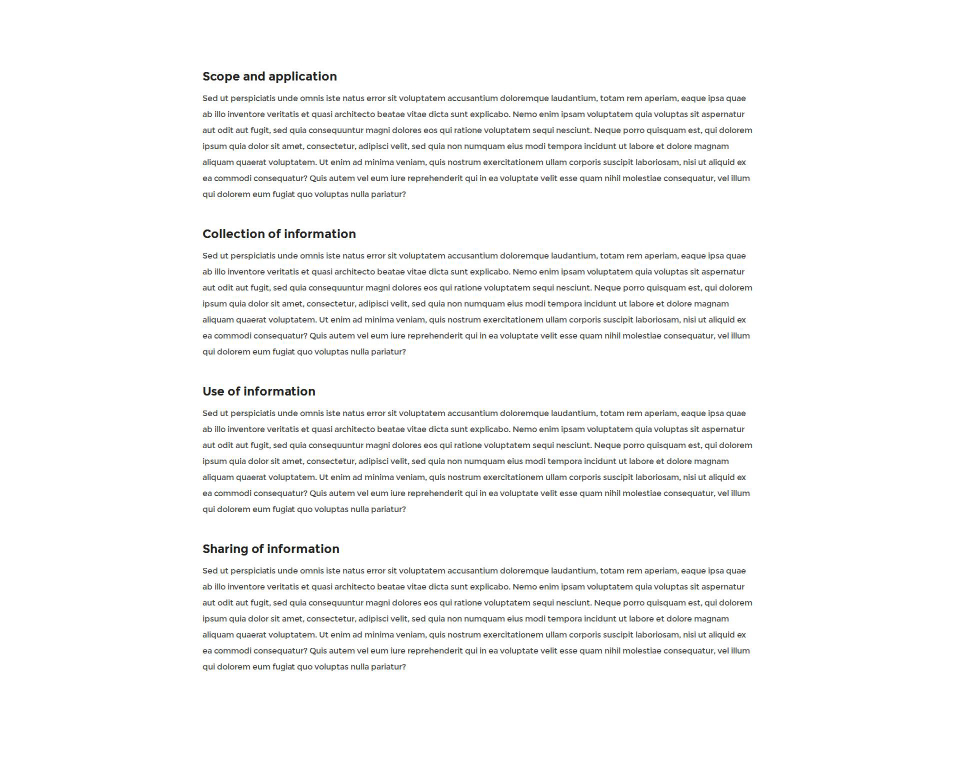 Scope and application
Sed ut perspiciatis unde omnis iste natus error sit voluptatem accusantium doloremque laudantium, totam rem aperiam, eaque ipsa quae
ab illo inventore veritatis et quasi architecto beatae vitae dicta sunt explicabo. Nemo enim ipsam voluptatem quia voluptas sit aspernatur
aut odit aut fugit, sed quia consequuntur magni dolores eos qui ratione voluptatem sequi nesciunt. Neque porro quisquam est, qui dolorem
ipsum quia dolor sit amet, consectetur, adipisci velit, sed quia non numquam eius modi tempora incidunt ut labore et dolore magnam
aliquam quaerat voluptatem. Ut enim ad minima veniam, quis nostrum exercitationem ullam corporis suscipit laboriosam, nisi ut aliquid ex
ea commodi consequatur? Quis autem vel eum iure reprehenderit qui in ea voluptate velit esse quam nihil molestiae consequatur, vel illum
qui dolorem eum fugiat quo voluptas nulla pariatur?
Collection of information
Sed ut perspiciatis unde omnis iste natus error sit voluptatem accusantium doloremque laudantium, totam rem aperiam, eaque ipsa quae
ab illo inventore veritatis et quasi architecto beatae vitae dicta sunt explicabo. Nemo enim ipsam voluptatem quia voluptas sit aspernatur
aut odit aut fugit, sed quia consequuntur magni dolores eos qui ratione voluptatem sequi nesciunt. Neque porro quisquam est, qui dolorem
ipsum quia dolor sit amet, consectetur, adipisci velit, sed quia non numquam eius modi tempora incidunt ut labore et dolore magnam
aliquam quaerat voluptatem. Ut enim ad minima veniam, quis nostrum exercitationem ullam corporis suscipit laboriosam, nisi ut aliquid ex
ea commodi consequatur? Quis autem vel eum iure reprehenderit qui in ea voluptate velit esse quam nihil molestiae consequatur, vel illum
qui dolorem eum fugiat quo voluptas nulla pariatur?
Use of information
Sed ut perspiciatis unde omnis iste natus error sit voluptatem accusantium doloremque laudantium, totam rem aperiam, eaque ipsa quae
ab illo inventore veritatis et quasi architecto beatae vitae dicta sunt explicabo. Nemo enim ipsam voluptatem quia voluptas sit aspernatur
aut odit aut fugit, sed quia consequuntur magni dolores eos qui ratione voluptatem sequi nesciunt. Neque porro quisquam est, qui dolorem
ipsum quia dolor sit amet, consectetur, adipisci velit, sed quia non numquam eius modi tempora incidunt ut labore et dolore magnam
aliquam quaerat voluptatem. Ut enim ad minima veniam, quis nostrum exercitationem ullam corporis suscipit laboriosam, nisi ut aliquid ex
ea commodi consequatur? Quis autem vel eum iure reprehenderit qui in ea voluptate velit esse quam nihil molestiae consequatur, vel illum
qui dolorem eum fugiat quo voluptas nulla pariatur?
Sharing of information
Sed ut perspiciatis unde omnis iste natus error sit voluptatem accusantium doloremque laudantium, totam rem aperiam, eaque ipsa quae
ab illo inventore veritatis et quasi architecto beatae vitae dicta sunt explicabo. Nemo enim ipsam voluptatem quia voluptas sit aspernatur
aut odit aut fugit, sed quia consequuntur magni dolores eos qui ratione voluptatem sequi nesciunt. Neque porro quisquam est, qui dolorem
ipsum quia dolor sit amet, consectetur, adipisci velit, sed quia non numquam eius modi tempora incidunt ut labore et dolore magnam
aliquam quaerat voluptatem. Ut enim ad minima veniam, quis nostrum exercitationem ullam corporis suscipit laboriosam, nisi ut aliquid ex
ea commodi consequatur? Quis autem vel eum iure reprehenderit qui in ea voluptate velit esse quam nihil molestiae consequatur, vel illum
qui dolorem eum fugiat quo voluptas nulla pariatur?